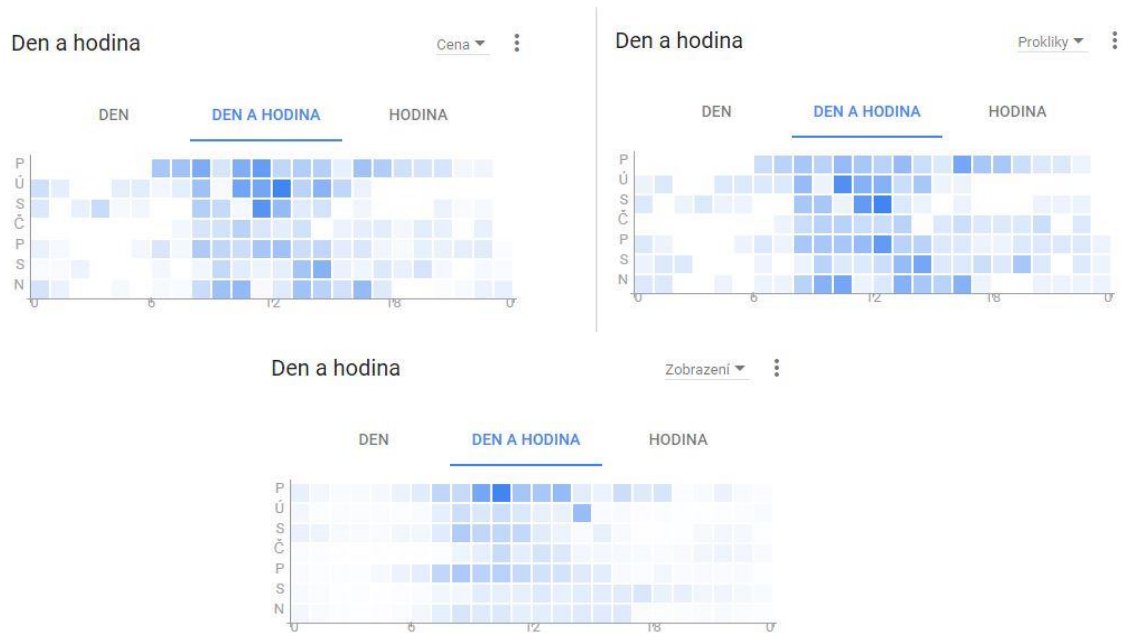 Den a hodina
Cena
DEN
DEN A HODINA
HODINA
P
Ú
S
Č
P
S
N
0
6
12
18
0
Den a hodina
Prokliky
DEN
DEN A HODINA
HODINA
P
Ú
S
Č
P
S
N
0
6
12
18
0
Den a hodina
Zobrazení
DEN
DEN A HODINA
HODINA
P
Ú
S
Č
P
S
N
0
6
12
18
0